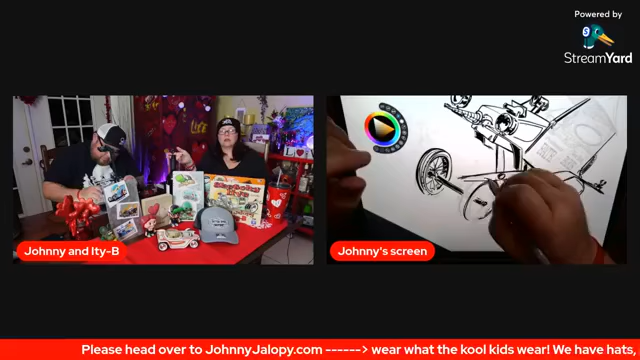 Powered by
StreamYard
Johnny and Ity-B
Johnny's screen
Please head over to JohnnyJalopy.com ------> wear what the kool kids wear! We have hats,